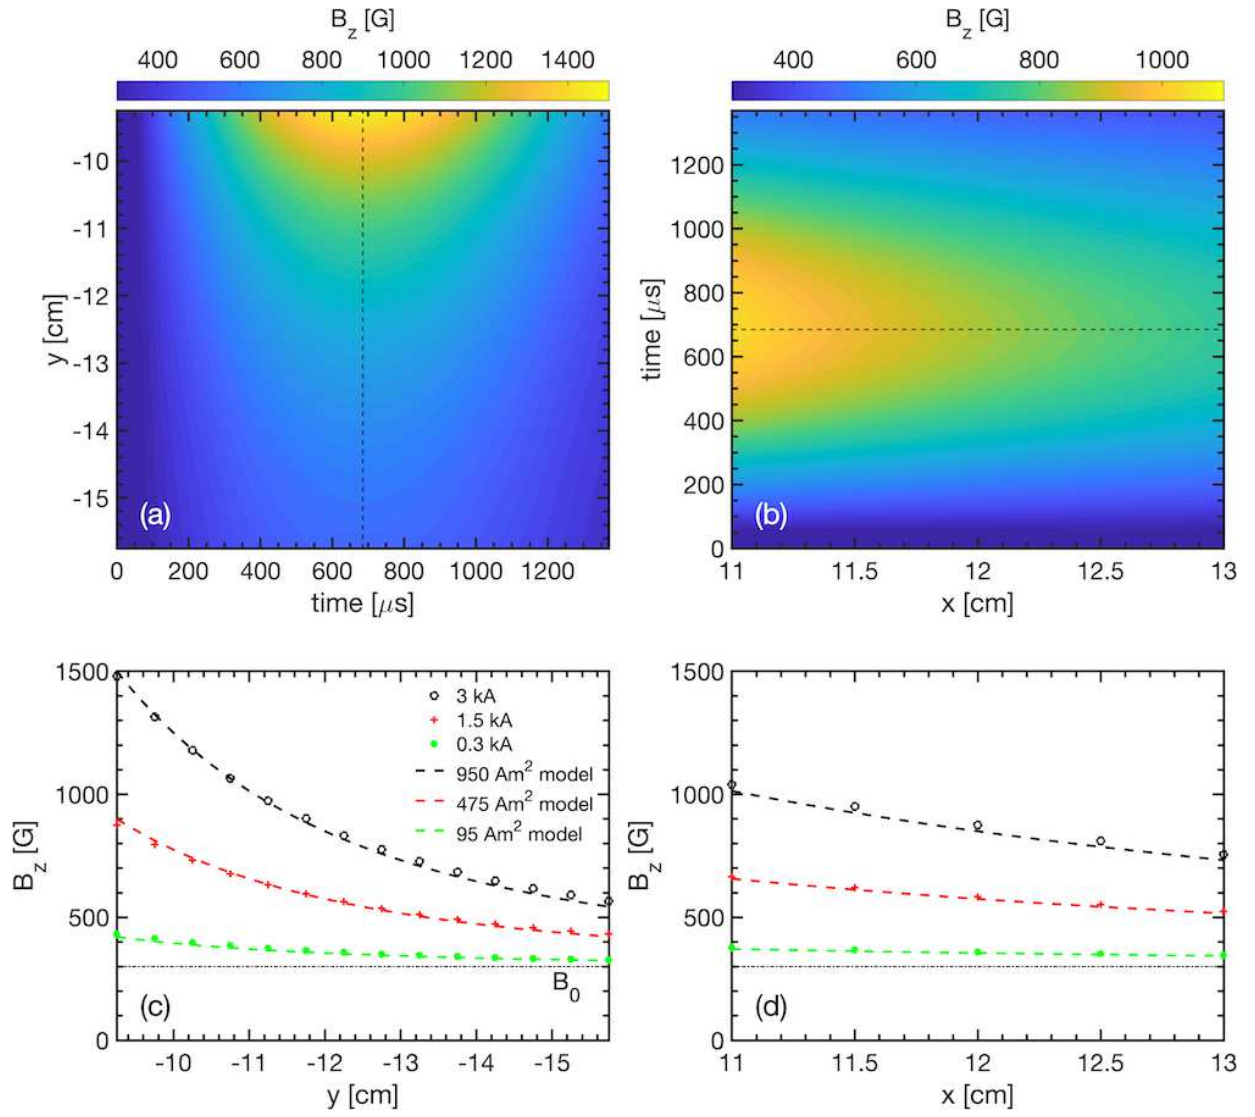 B_z [G]
400 600 800 1000 1200 1400
-10
-11
-12
-13
-14
-15
y [cm]
(a)
0 200 400 600 800 1000 1200
time [μs]
B_z [G]
400 600 800 1000
1200
1000
800
600
400
200
0
time [μs]
(b)
11 11.5 12 12.5 13
x [cm]
1500
1000
500
0
B_z [G]
3 kA
1.5 kA
0.3 kA
950 Am² model
475 Am² model
95 Am² model
B_0
(c)
-10 -11 -12 -13 -14 -15
y [cm]
1500
1000
500
0
B_z [G]
(d)
11 11.5 12 12.5 13
x [cm]